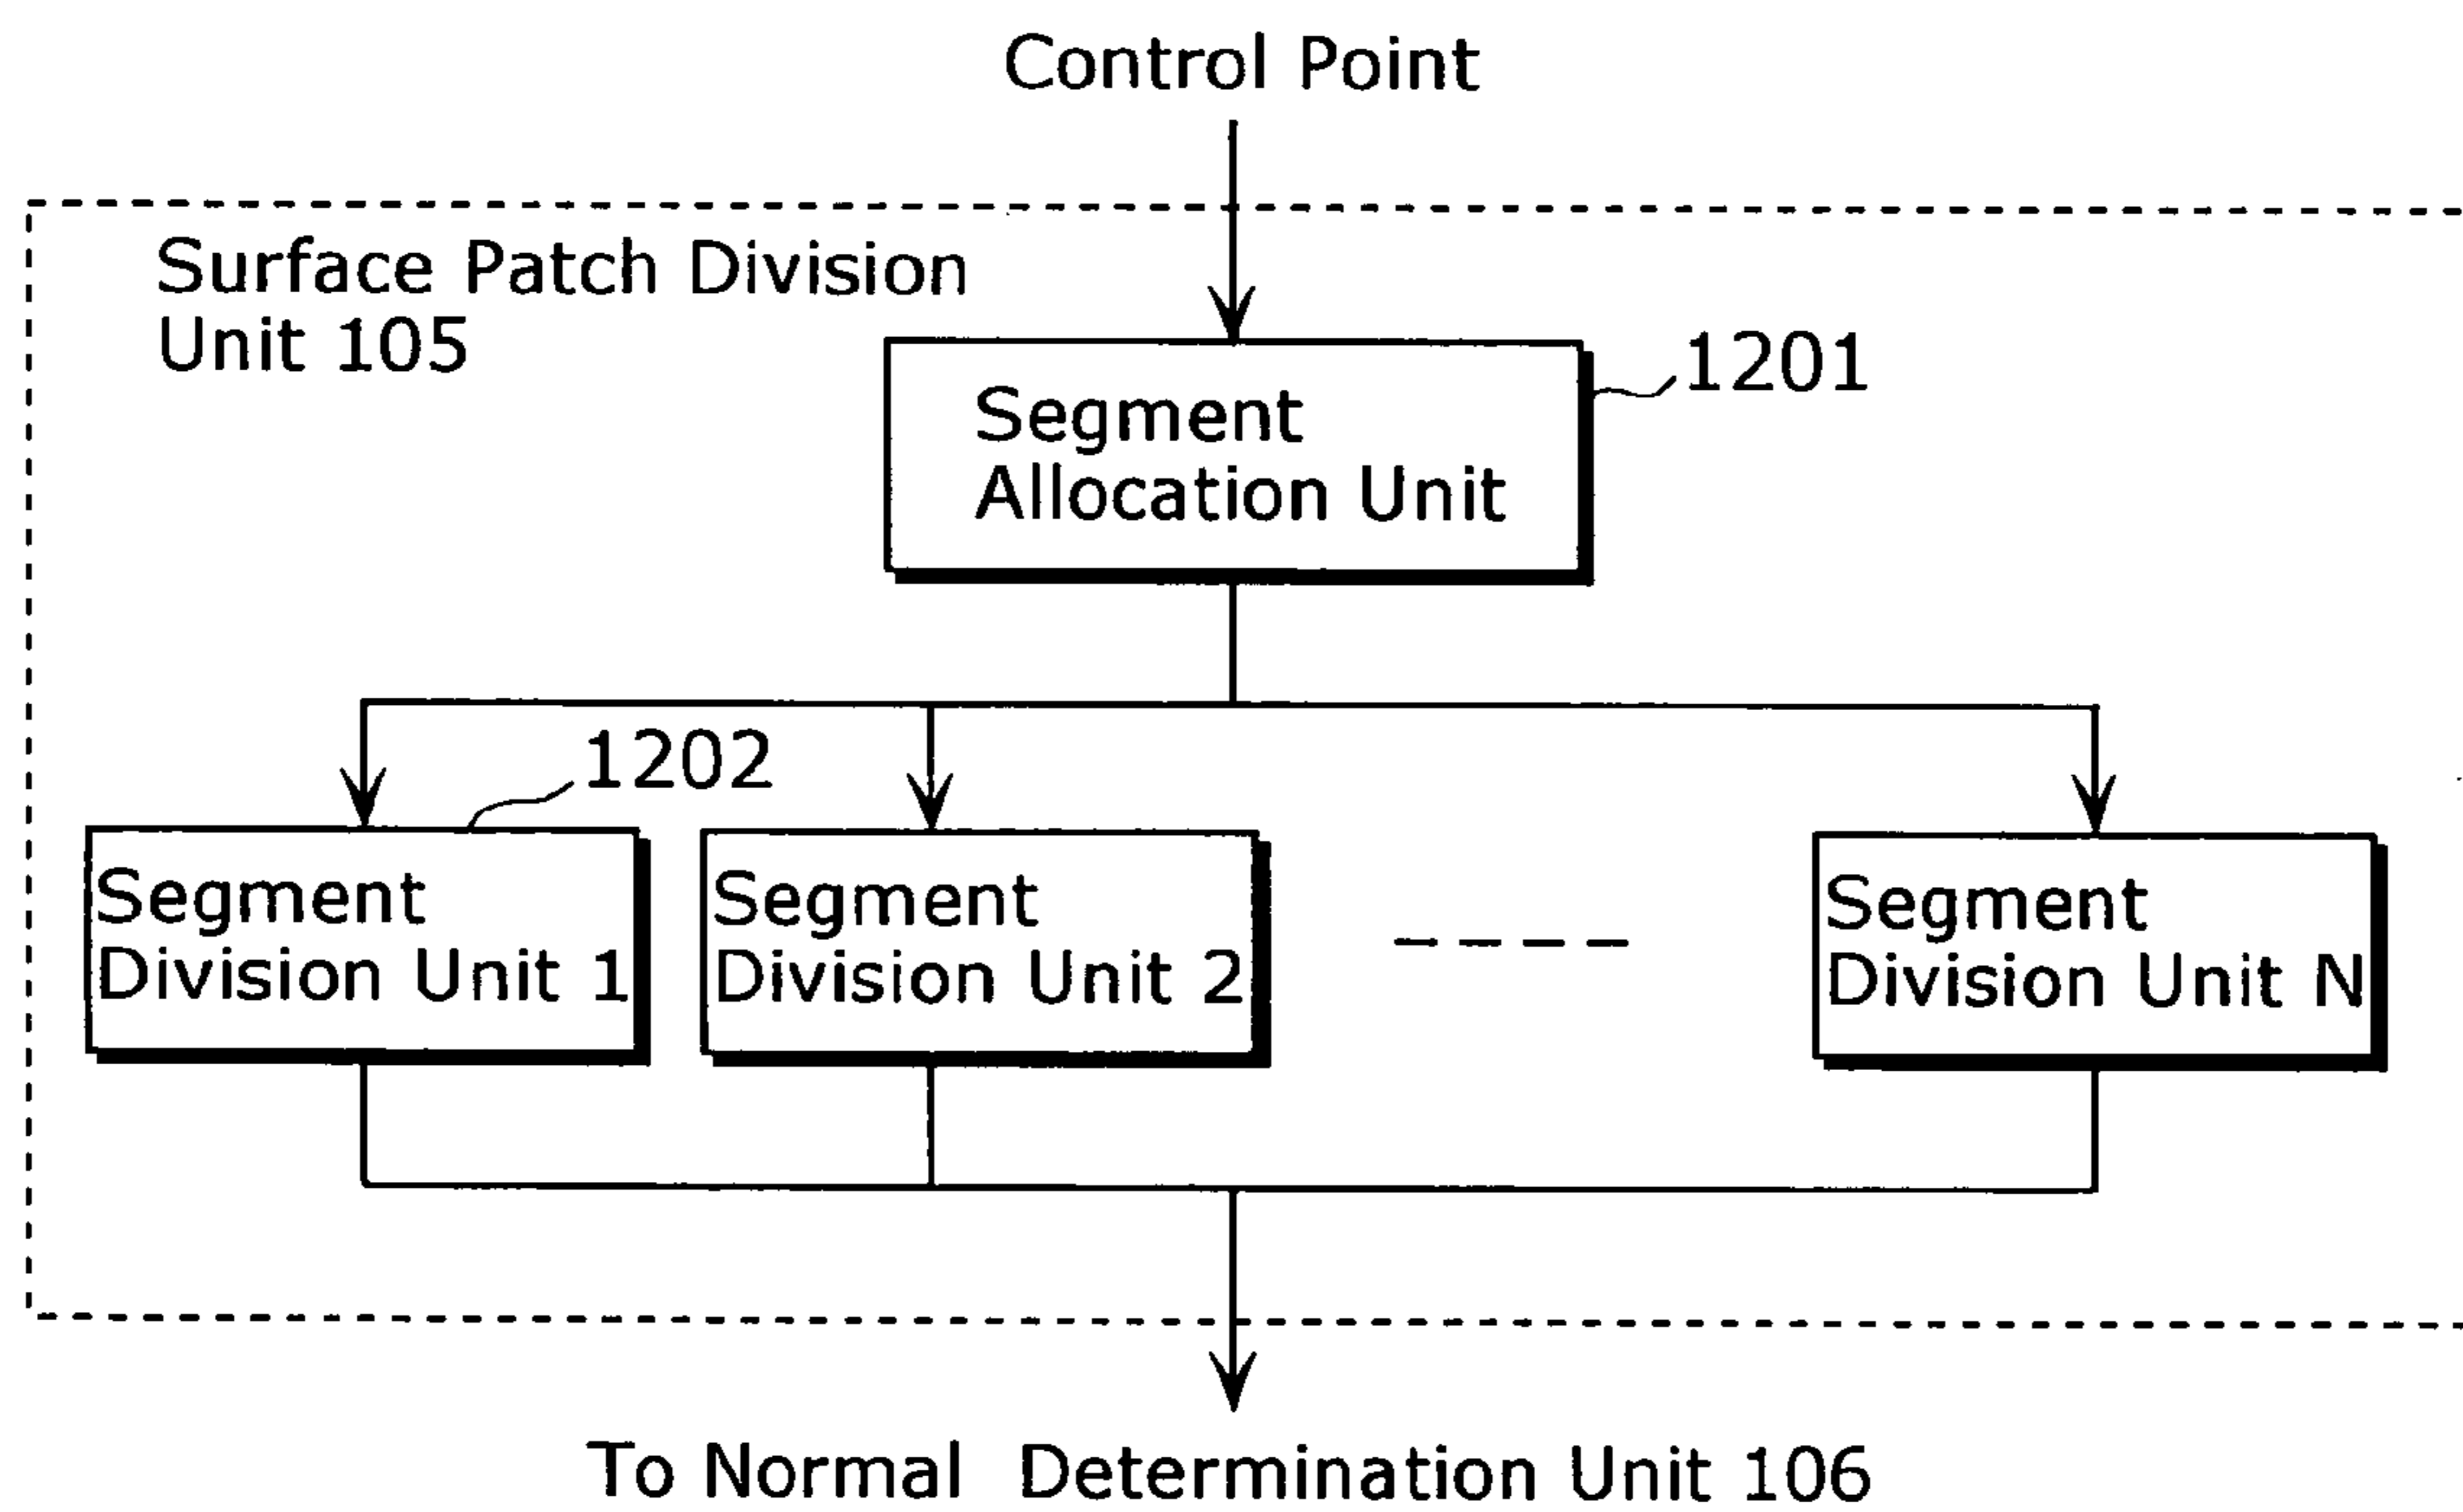 Control Point
Surface Patch Division
Unit 105
1201
Segment
Allocation Unit
1202
Segment
Division Unit 1
Segment
Division Unit 2
Segment
Division Unit N
To Normal Determination Unit 106